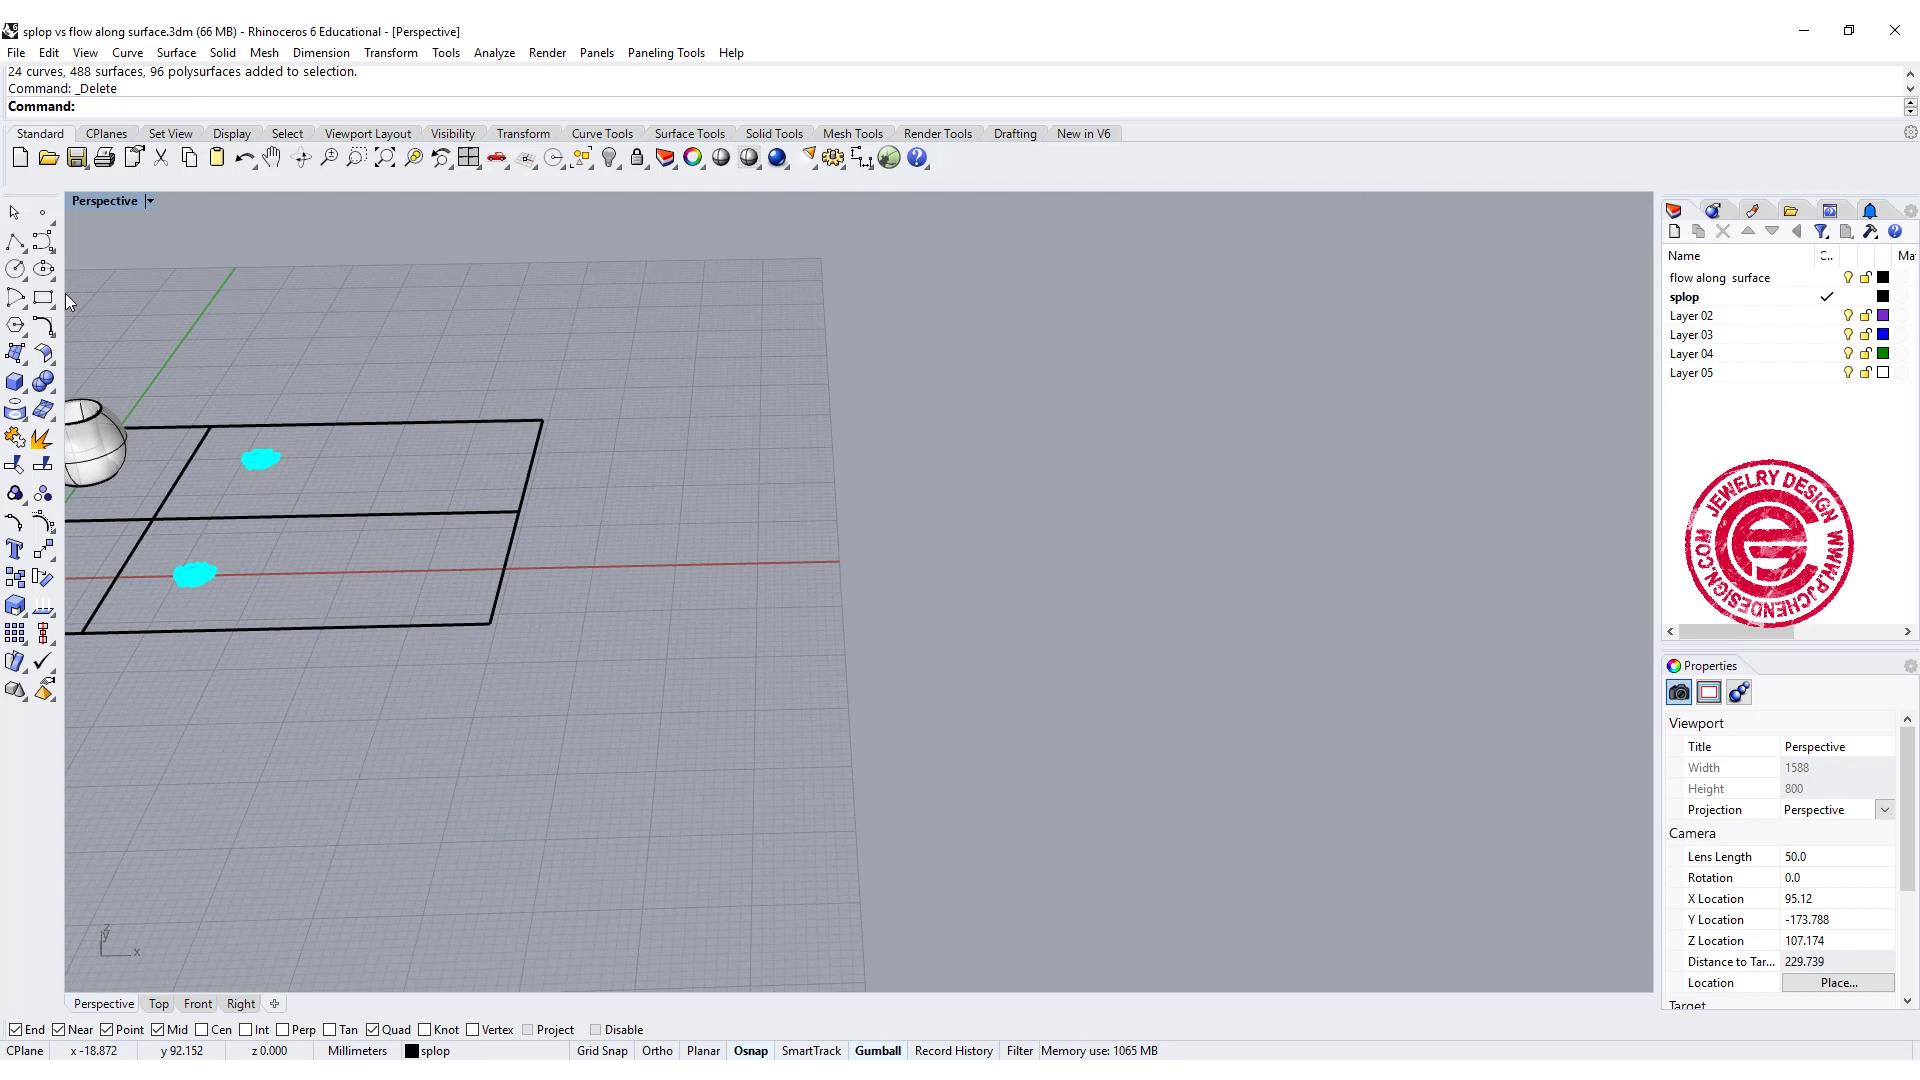 splop vs flow along surface.3dm (66 MB) - Rhinoceros 6 Educational - [Perspective]
File Edit View Curve Surface Solid Mesh Dimension Transform Tools Analyze Render Panels Paneling Tools Help
24 curves, 488 surfaces, 96 polysurfaces added to selection.
Command: _Delete
Command:
Standard CPlanes Set View Display Select Viewport Layout Visibility Transform Curve Tools Surface Tools Solid Tools Mesh Tools Render Tools Drafting New in V6
Perspective
Name C.. Ma
flow along surface
splop
Layer 02
Layer 03
Layer 04
Layer 05
JEWELRY DESIGN
WWW.PJCHENDESIGN.COM
Properties
Viewport
Title Perspective
Width 1588
Height 800
Projection Perspective
Camera
Lens Length 50.0
Rotation 0.0
X Location 95.12
Y Location -173.788
Z Location 107.174
Distance to Tar... 229.739
Location Place...
Target
z
y
x
Perspective Top Front Right
End Near Point Mid Cen Int Perp Tan Quad Knot Vertex Project Disable
CPlane x -18.872 y 92.152 z 0.000 Millimeters splop Grid Snap Ortho Planar Osnap SmartTrack Gumball Record History Filter Memory use: 1065 MB